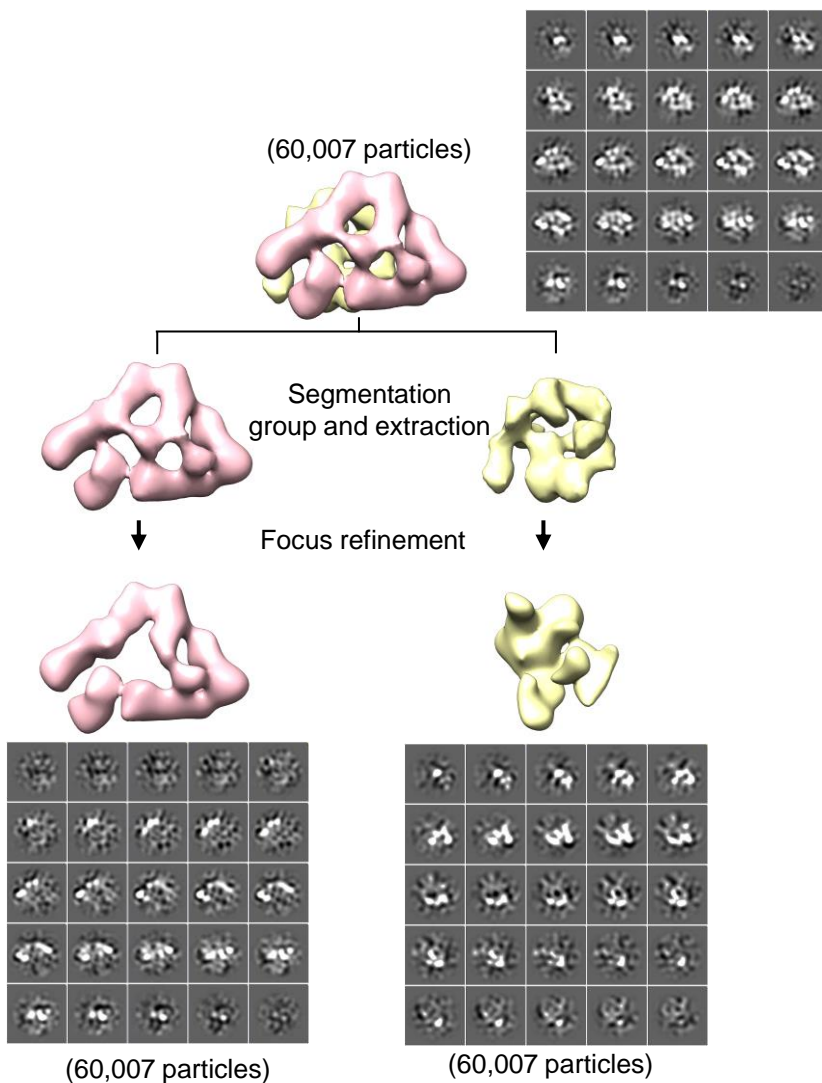 (60,007 particles)
Segmentation
group and extraction
Focus refinement
(60,007 particles)
(60,007 particles)